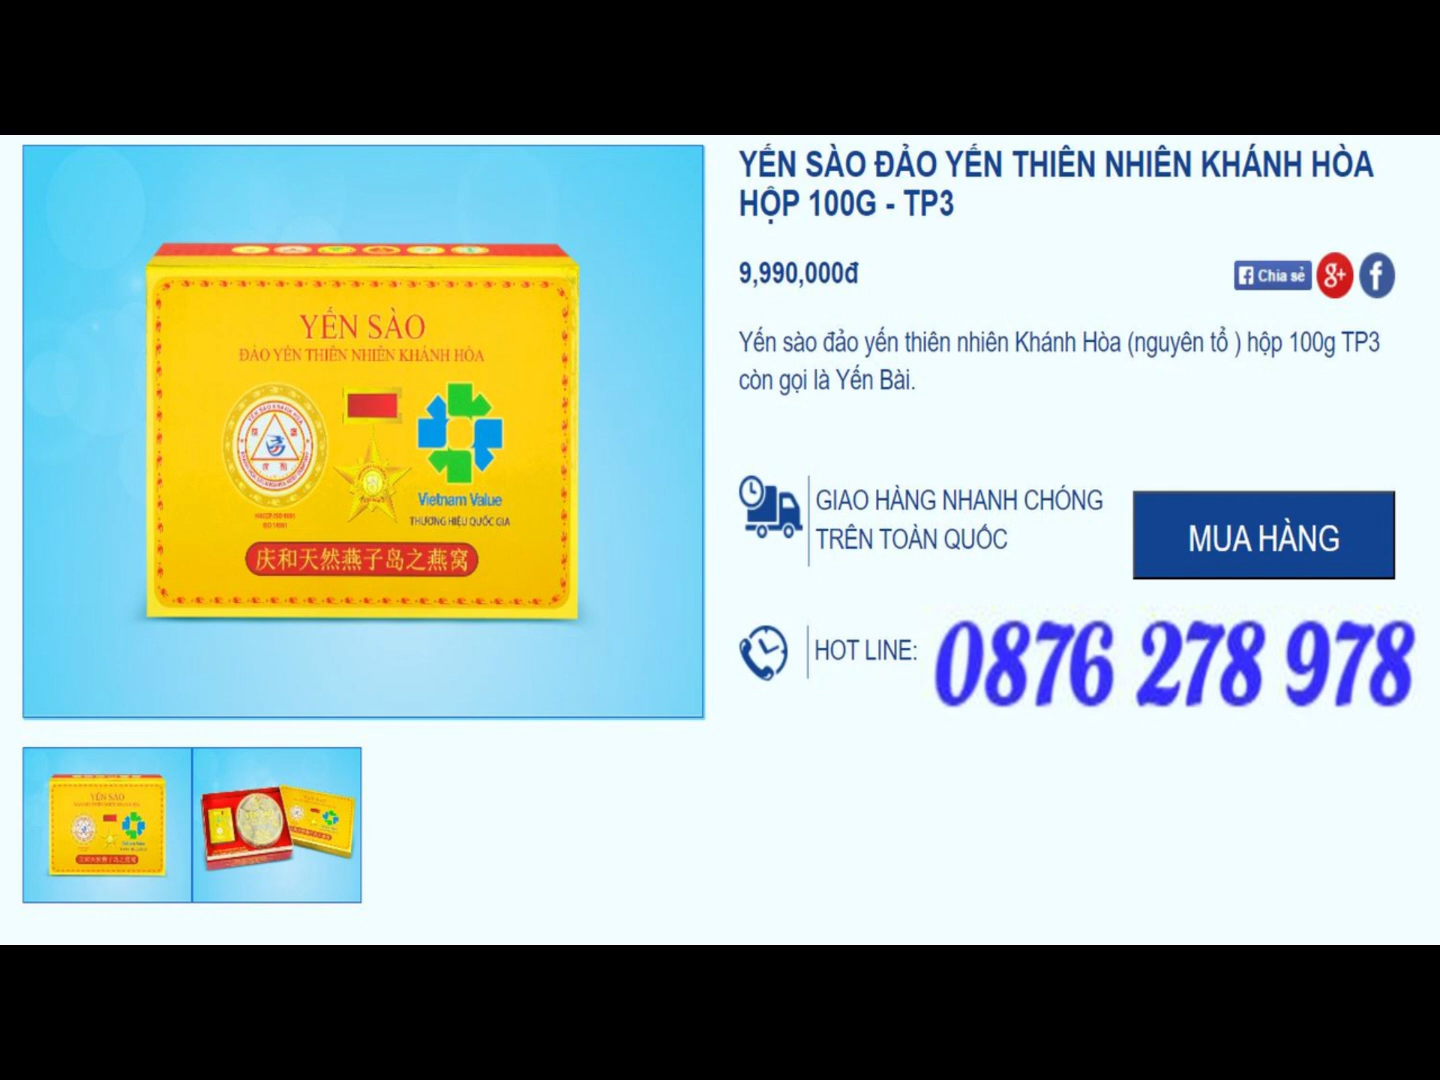 YẾN SÀO ĐẢO YẾN THIÊN NHIÊN KHÁNH HÒA
HỘP 100G - TP3
9,990,000đ
Chia sẻ
g+
f
Yến sào đảo yến thiên nhiên Khánh Hòa (nguyên tổ ) hộp 100g TP3
còn gọi là Yến Bài.
GIAO HÀNG NHANH CHÓNG
TRÊN TOÀN QUỐC
MUA HÀNG
HOT LINE: 0876 278 978
YẾN SÀO
ĐẢO YẾN THIÊN NHIÊN KHÁNH HÒA
Vietnam Value
THƯƠNG HIỆU QUỐC GIA
庆和天然燕子岛之燕窝
YẾN SÀO